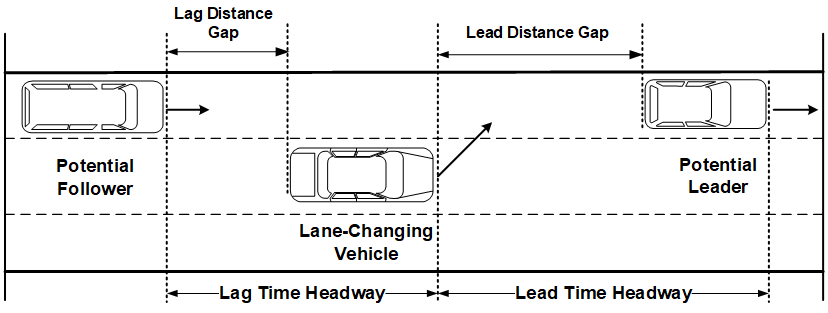 Lag Distance
Gap
Lead Distance Gap
Potential
Follower
Potential
Leader
Lane-Changing
Vehicle
Lag Time Headway
Lead Time Headway